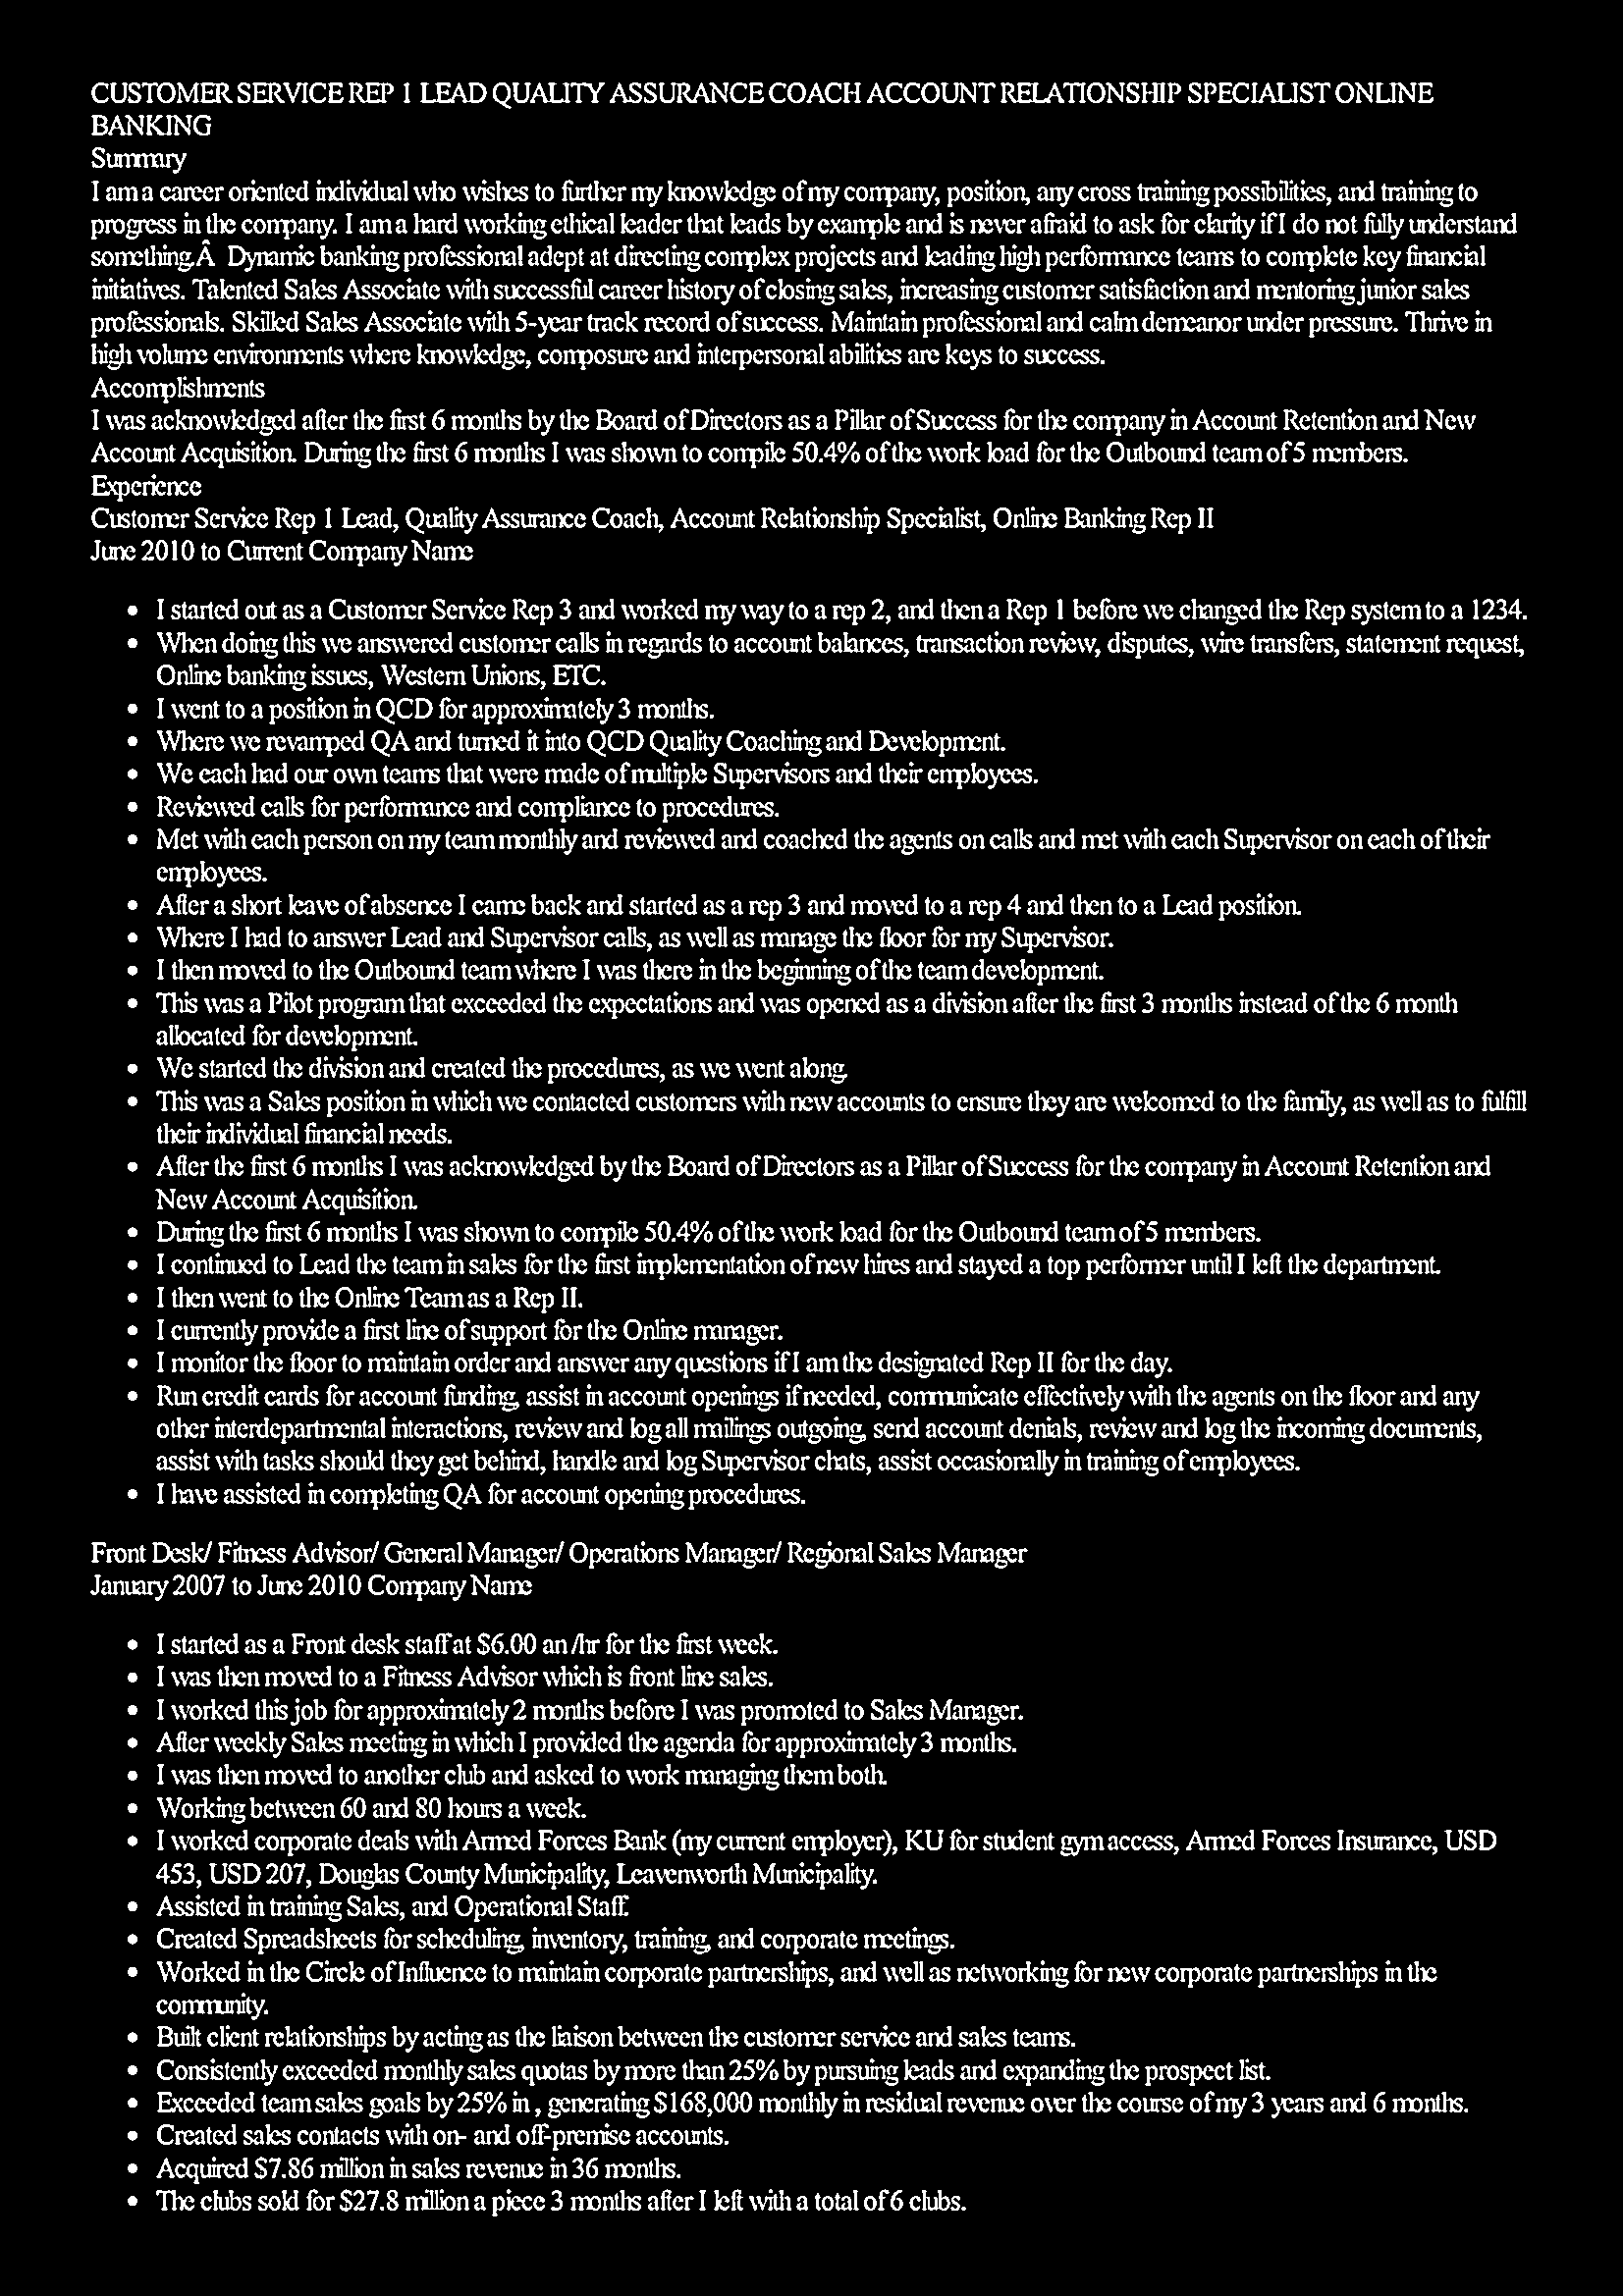 CUSTOMER SERVICE REP 1 LEAD QUALITY ASSURANCE COACH ACCOUNT RELATIONSHIP SPECIALIST ONLINE
BANKING
Summary
I am a career oriented individual who wishes to further my knowledge of my company, position, any cross training possibilities, and training to
progress in the company. I am a hard working ethical leader that leads by example and is never afraid to ask for clarity if I do not fully understand
something.Â  Dynamic banking professional adept at directing complex projects and leading high performance teams to complete key financial
initiatives. Talented Sales Associate with successful career history of closing sales, increasing customer satisfaction and mentoring junior sales
professionals. Skilled Sales Associate with 5-year track record of success. Maintain professional and calm demeanor under pressure. Thrive in
high volume environments where knowledge, composure and interpersonal abilities are keys to success.
Accomplishments
I was acknowledged after the first 6 months by the Board of Directors as a Pillar of Success for the company in Account Retention and New
Account Acquisition. During the first 6 months I was shown to compile 50.4% of the work load for the Outbound team of 5 members.
Experience
Customer Service Rep 1 Lead, Quality Assurance Coach, Account Relationship Specialist, Online Banking Rep II
June 2010 to Current Company Name
• I started out as a Customer Service Rep 3 and worked my way to a rep 2, and then a Rep 1 before we changed the Rep system to a 1234.
• When doing this we answered customer calls in regards to account balances, transaction review, disputes, wire transfers, statement request,
Online banking issues, Western Unions, ETC.
• I went to a position in QCD for approximately 3 months.
• Where we revamped QA and turned it into QCD Quality Coaching and Development.
• We each had our own teams that were made of multiple Supervisors and their employees.
• Reviewed calls for performance and compliance to procedures.
• Met with each person on my team monthly and reviewed and coached the agents on calls and met with each Supervisor on each of their
employees.
• After a short leave of absence I came back and started as a rep 3 and moved to a rep 4 and then to a Lead position.
• Where I had to answer Lead and Supervisor calls, as well as manage the floor for my Supervisor.
• I then moved to the Outbound team where I was there in the beginning of the team development.
• This was a Pilot program that exceeded the expectations and was opened as a division after the first 3 months instead of the 6 month
allocated for development.
• We started the division and created the procedures, as we went along.
• This was a Sales position in which we contacted customers with new accounts to ensure they are welcomed to the family, as well as to fulfill
their individual financial needs.
• After the first 6 months I was acknowledged by the Board of Directors as a Pillar of Success for the company in Account Retention and
New Account Acquisition.
• During the first 6 months I was shown to compile 50.4% of the work load for the Outbound team of 5 members.
• I continued to Lead the team in sales for the first implementation of new hires and stayed a top performer until I left the department.
• I then went to the Online Team as a Rep II.
• I currently provide a first line of support for the Online manager.
• I monitor the floor to maintain order and answer any questions if I am the designated Rep II for the day.
• Run credit cards for account funding, assist in account openings if needed, communicate effectively with the agents on the floor and any
other interdepartmental interactions, review and log all mailings outgoing, send account denials, review and log the incoming documents,
assist with tasks should they get behind, handle and log Supervisor chats, assist occasionally in training of employees.
• I have assisted in completing QA for account opening procedures.
Front Desk/ Fitness Advisor/ General Manager/ Operations Manager/ Regional Sales Manager
January 2007 to June 2010 Company Name
• I started as a Front desk staff at $6.00 an /hr for the first week.
• I was then moved to a Fitness Advisor which is front line sales.
• I worked this job for approximately 2 months before I was promoted to Sales Manager.
• After weekly Sales meeting in which I provided the agenda for approximately 3 months.
• I was then moved to another club and asked to work managing them both.
• Working between 60 and 80 hours a week.
• I worked corporate deals with Armed Forces Bank (my current employer), KU for student gym access, Armed Forces Insurance, USD
453, USD 207, Douglas County Municipality, Leavenworth Municipality.
• Assisted in training Sales, and Operational Staff.
• Created Spreadsheets for scheduling, inventory, training, and corporate meetings.
• Worked in the Circle of Influence to maintain corporate partnerships, and well as networking for new corporate partnerships in the
community.
• Built client relationships by acting as the liaison between the customer service and sales teams.
• Consistently exceeded monthly sales quotas by more than 25% by pursuing leads and expanding the prospect list.
• Exceeded team sales goals by 25% in , generating $168,000 monthly in residual revenue over the course of my 3 years and 6 months.
• Created sales contacts with on- and off-premise accounts.
• Acquired $7.86 million in sales revenue in 36 months.
• The clubs sold for $27.8 million a piece 3 months after I left with a total of 6 clubs.